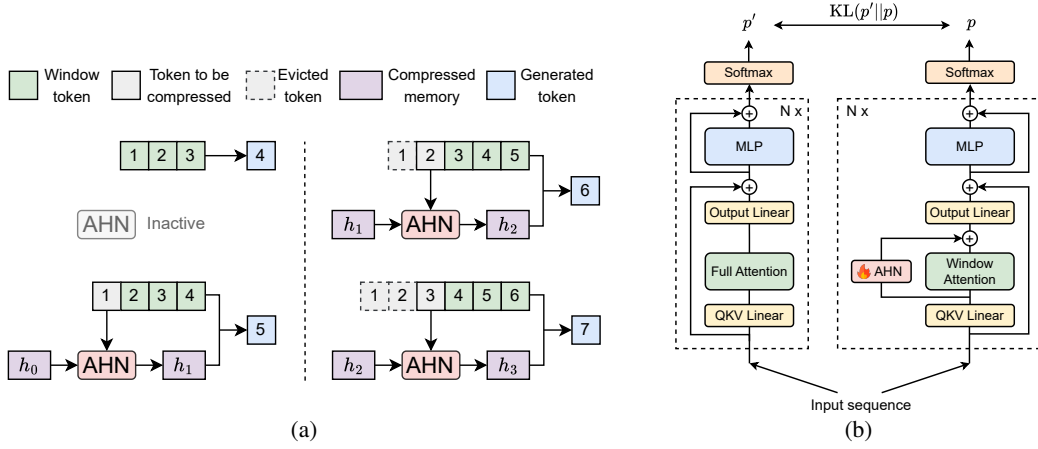 Window token
Token to be compressed
Evicted token
Compressed memory
Generated token
1 2 3 4
AHN Inactive
1 2 3 4
5
h₀ AHN h₁
1 2 3 4 5
6
h₁ AHN h₂
1 2 3 4 5 6
7
h₂ AHN h₃
(a)
p′ KL(p′||p) p
Softmax
N x
MLP
Output Linear
Full Attention
QKV Linear
Softmax
N x
MLP
Output Linear
AHN
Window Attention
QKV Linear
Input sequence
(b)